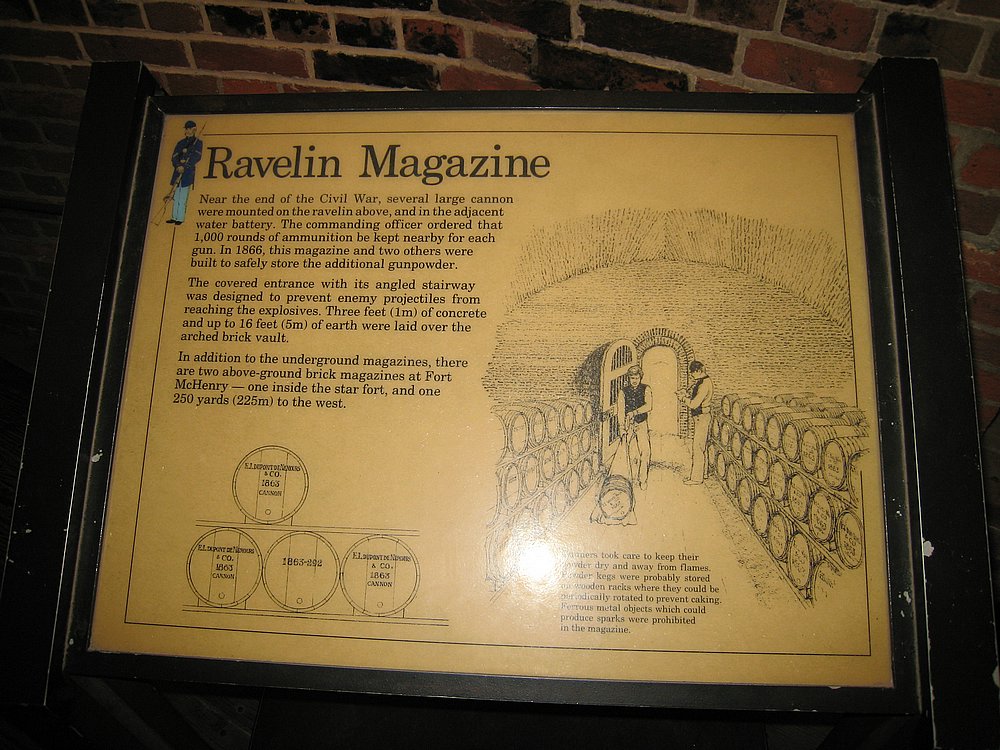 Ravelin Magazine
Near the end of the Civil War, several large cannon
were mounted on the ravelin above, and in the adjacent
water battery. The commanding officer ordered that
1,000 rounds of ammunition be kept nearby for each
gun. In 1866, this magazine and two others were
built to safely store the additional gunpowder.
The covered entrance with its angled stairway
was designed to prevent enemy projectiles from
reaching the explosives. Three feet (1m) of concrete
and up to 16 feet (5m) of earth were laid over the
arched brick vault.
In addition to the underground magazines, there
are two above-ground brick magazines at Fort
McHenry — one inside the star fort, and one
250 yards (225m) to the west.
E.I. DUPONT DE NEMOURS
& CO.
1863
CANNON
E.I. DUPONT DE NEMOURS
& CO.
1863
CANNON
1863-292
E.I. DUPONT DE NEMOURS
& CO.
1863
CANNON
took care to keep their
dry and away from flames.
kegs were probably stored
wooden racks where they could be
periodically rotated to prevent caking.
Ferrous metal objects which could
produce sparks were prohibited
in the magazine.